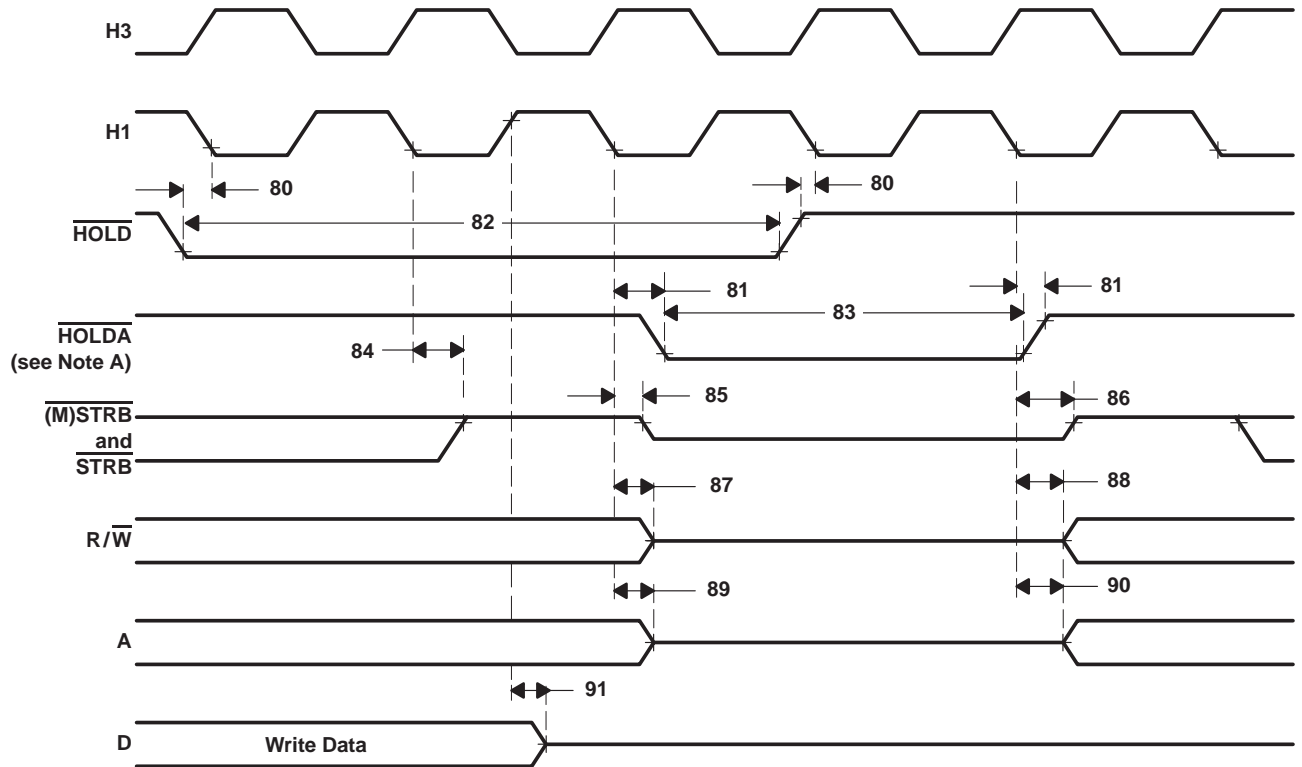 H3
H1
80 80
HOLD
82
81 81
83
HOLDA
(see Note A)
84
85 86
(M)STRB
and
STRB
87 88
R/W
89 90
A
91
D
Write Data